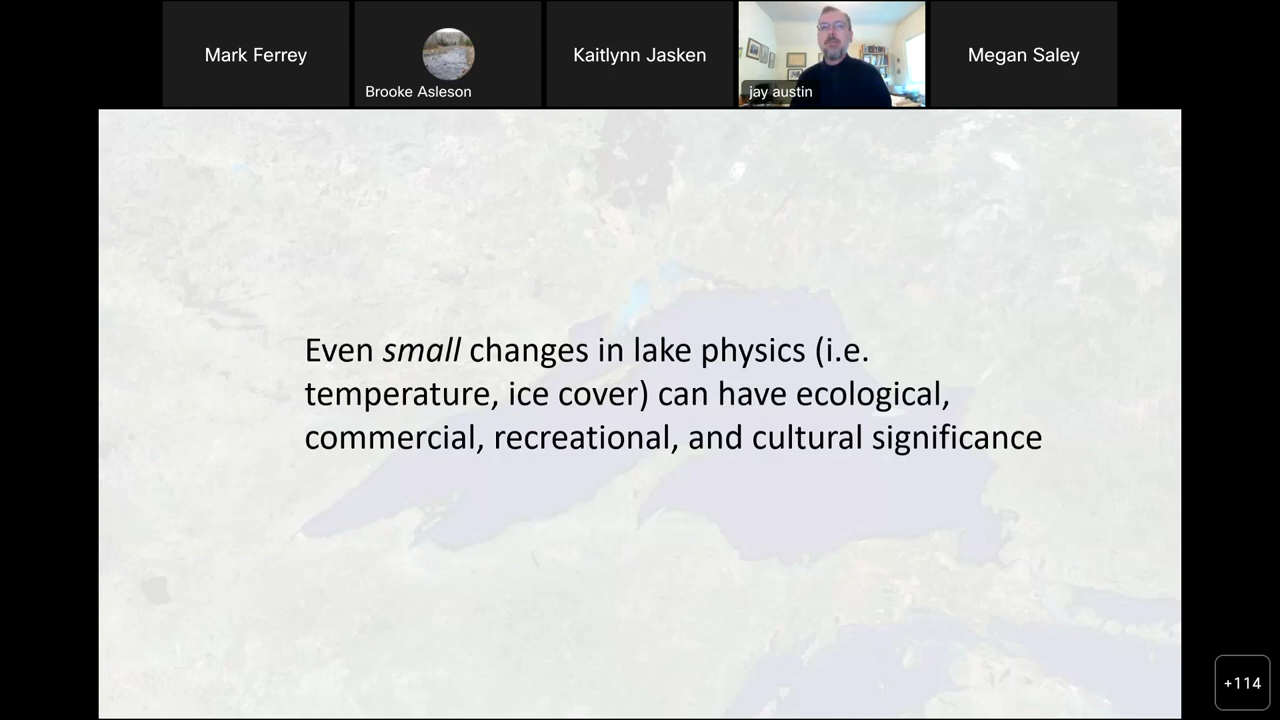 Mark Ferrey
Brooke Asleson
Kaitlynn Jasken
jay austin
Megan Saley
Even small changes in lake physics (i.e.
temperature, ice cover) can have ecological,
commercial, recreational, and cultural significance
+114